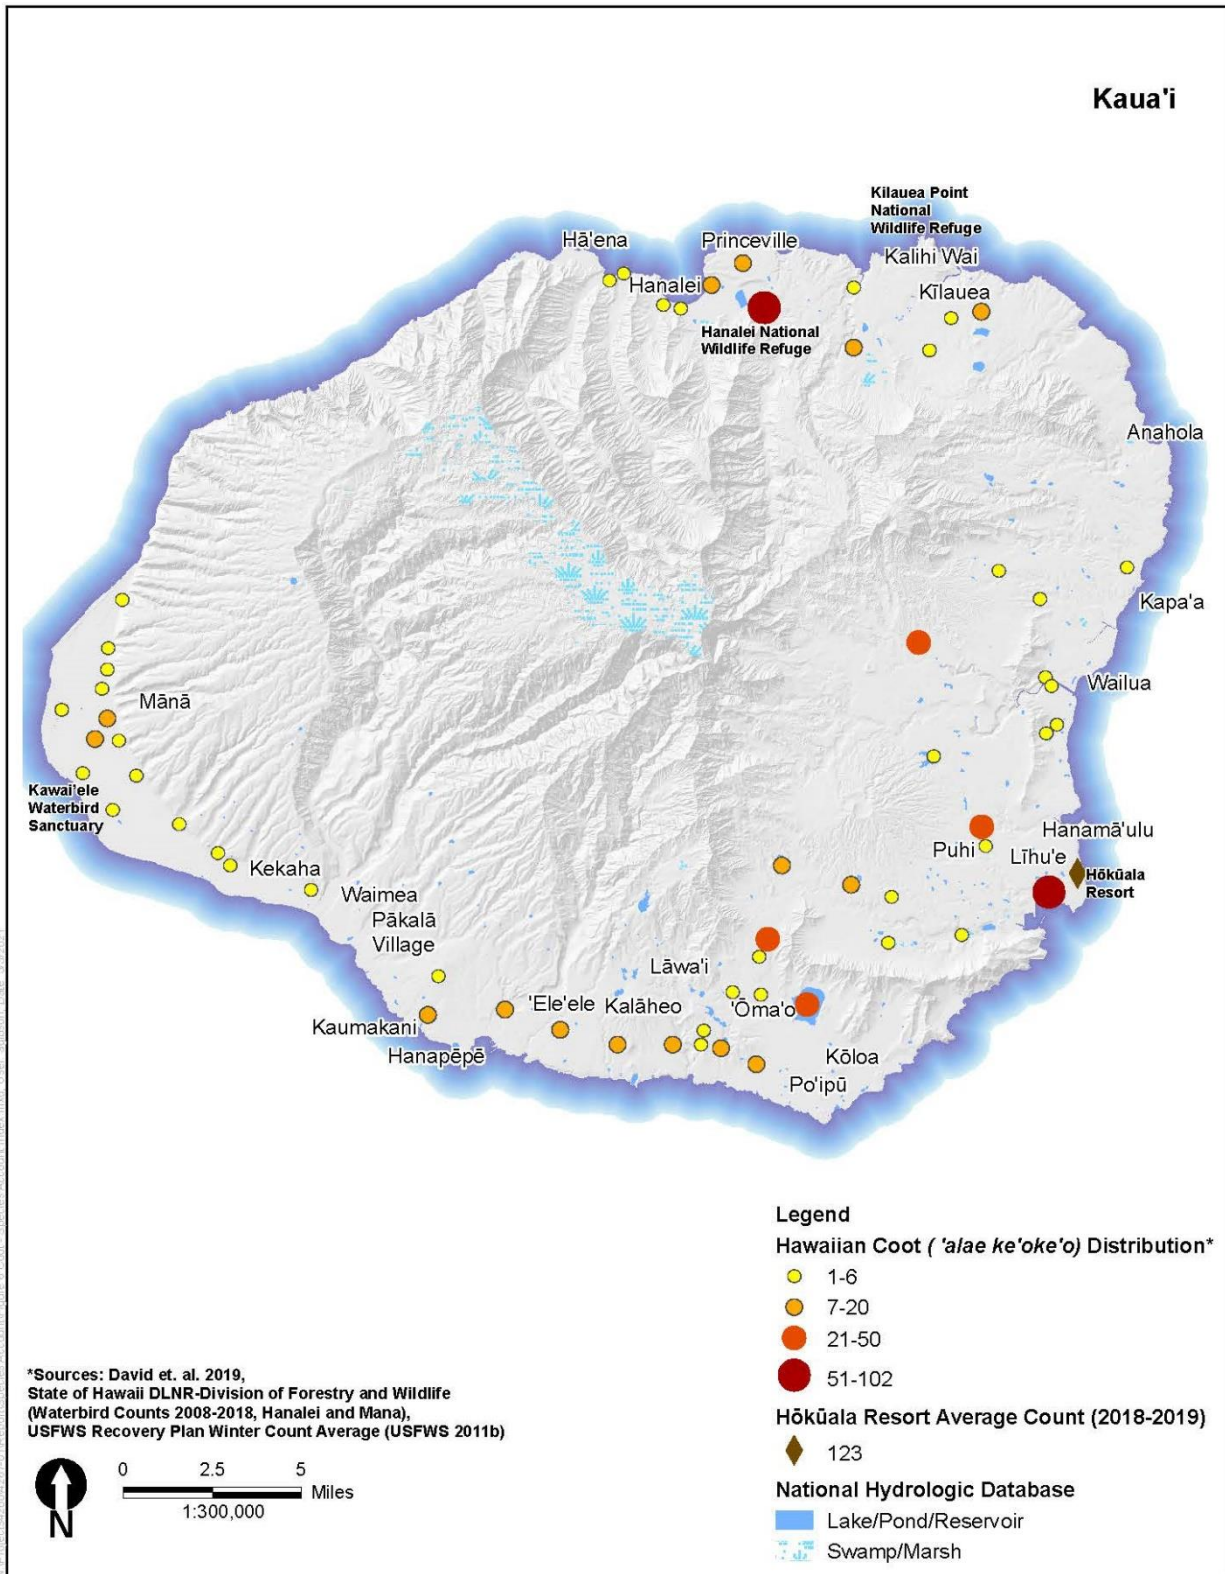 Kaua'i
Kilauea Point
National
Wildlife Refuge
Hā'ena
Princeville
Kalihi Wai
Hanalei
Kīlauea
Hanalei National
Wildlife Refuge
Anahola
Kapa'a
Mānā
Wailua
Kawai'ele
Waterbird
Sanctuary
Hanamā'ulu
Puhi
Līhu'e
Hōkūala
Resort
Kekaha
Waimea
Pākalā
Village
Lāwa'i
'Ele'ele
Kalāheo
'Ōma'o
Kaumakani
Hanapēpē
Kōloa
Po'ipū
Legend
Hawaiian Coot ( 'alae ke'oke'o) Distribution*
1-6
7-20
21-50
51-102
Hōkūala Resort Average Count (2018-2019)
123
National Hydrologic Database
Lake/Pond/Reservoir
Swamp/Marsh
*Sources: David et. al. 2019,
State of Hawaii DLNR-Division of Forestry and Wildlife
(Waterbird Counts 2008-2018, Hanalei and Mana),
USFWS Recovery Plan Winter Count Average (USFWS 2011b)
N
0 2.5 5
Miles
1:300,000